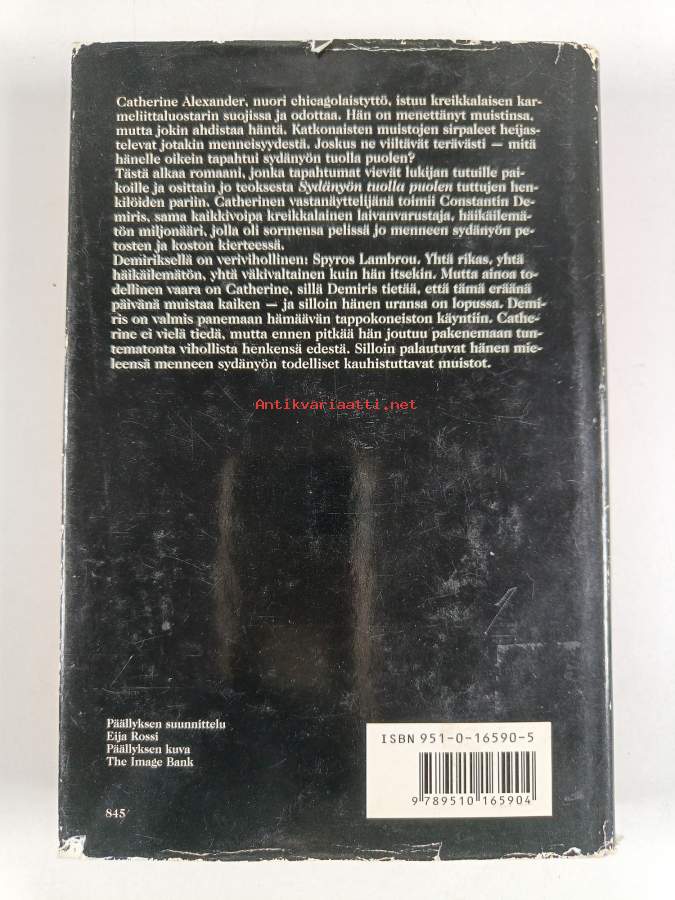 Catherine Alexander, nuori chicagolaistyttö, istuu kreikkalaisen kar-
meliittaluostarin suojissa ja odottaa. Hän on menettänyt muistinsa,
mutta jokin ahdistaa häntä. Katkonaisten muistojen sirpaleet heijas-
televat jotakin menneisyydestä. Joskus ne viiltävät terävästi — mitä
hänelle oikein tapahtui sydänyön tuolla puolen?
Tästä alkaa romaani, jonka tapahtumat vievät lukijan tutuille pai-
koille ja osittain jo teoksesta Sydänyön tuolla puolen tuttujen hen-
kilöiden pariin. Catherinen vastanäyttelijänä toimii Constantin De-
miris, sama kaikkivoipa kreikkalainen laivanvarustaja, häikäilemä-
tön miljonääri, jolla oli sormensa pelissä jo menneen sydänyön pe-
tosten ja koston kierteessä.
Demiriksellä on verivihollinen: Spyros Lambrou. Yhtä rikas, yhtä
häikäilemätön, yhtä väkivaltainen kuin hän itsekin. Mutta ainoa to-
dellinen vaara on Catherine, sillä Demiris tietää, että tämä eräänä
päivänä muistaa kaiken — ja silloin hänen uransa on lopussa. Demi-
ris on valmis panemaan hämäävän tappokoneiston käyntiin. Cathe-
rine ei vielä tiedä, mutta ennen pitkää hän joutuu pakenemaan tun-
tematonta vihollista henkensä edestä. Silloin palautuvat hänen mie-
leensä menneen sydänyön todelliset kauhistuttavat muistot.
Antikvariaatti.net
Päällyksen suunnittelu
Eija Rossi
Päällyksen kuva
The Image Bank
845
ISBN 951-0-16590-5
9 789510 165904